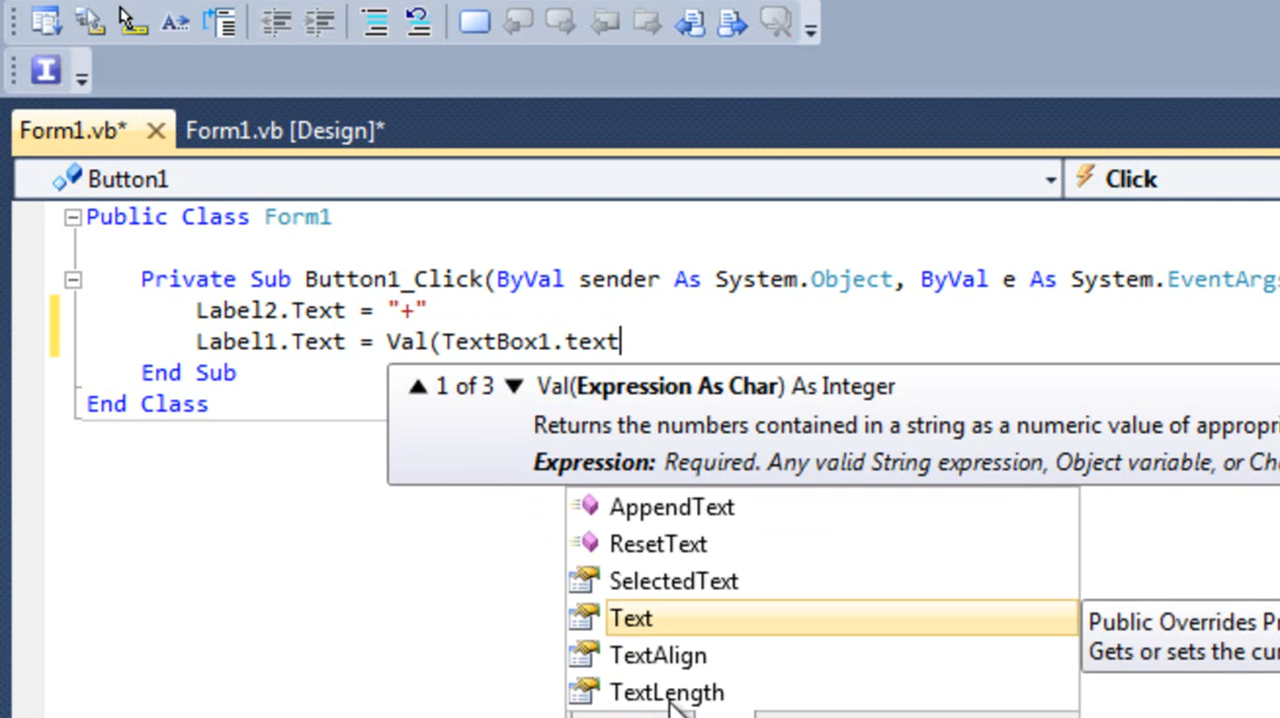 Form1.vb* Form1.vb [Design]*
Button1 Click
Public Class Form1
Private Sub Button1_Click(ByVal sender As System.Object, ByVal e As System.EventArgs
Label2.Text = "+"
Label1.Text = Val(TextBox1.text
End Sub
End Class
1 of 3 Val(Expression As Char) As Integer
Returns the numbers contained in a string as a numeric value of appropri
Expression: Required. Any valid String expression, Object variable, or Cha
AppendText
ResetText
SelectedText
Text
TextAlign
TextLength
Public Overrides Pr
Gets or sets the cur